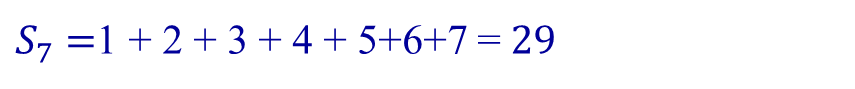 S₇ =1 + 2 + 3 + 4 + 5+6+7 = 29